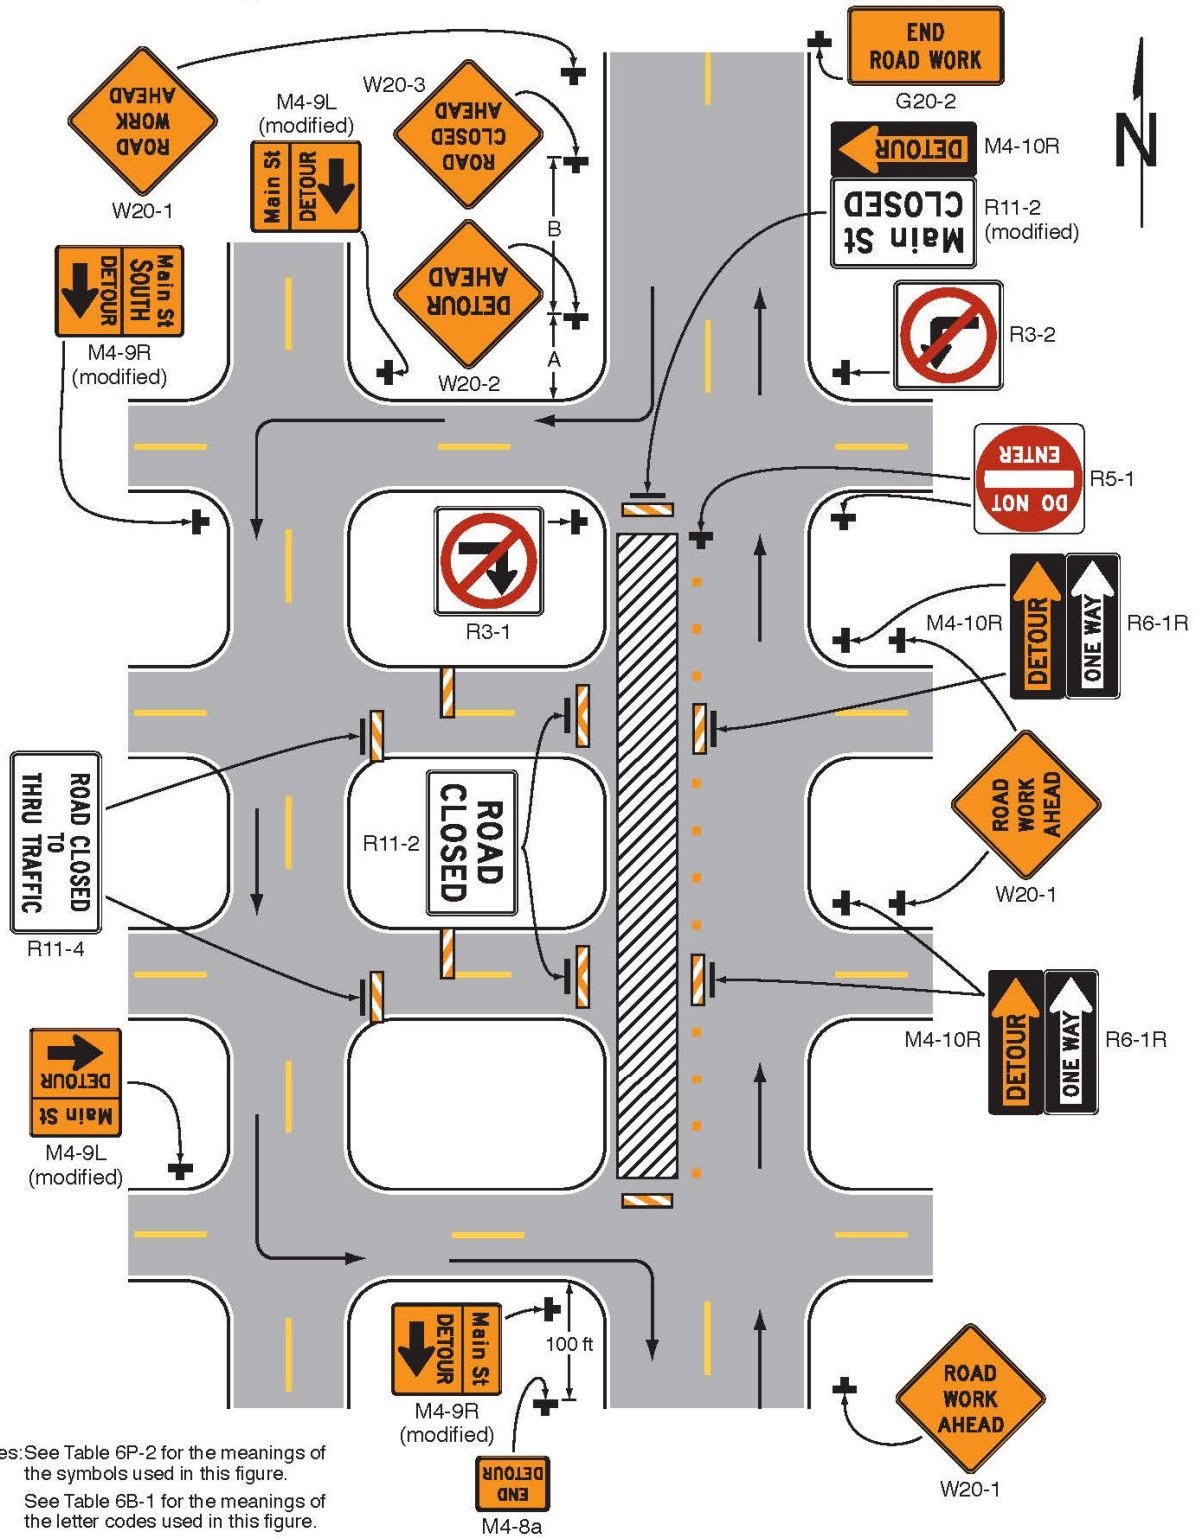 END
ROAD WORK
G20-2
ROAD
WORK
AHEAD
W20-1
W20-3
ROAD
CLOSED
AHEAD
M4-9L
(modified)
Main St
DETOUR
DETOUR
M4-10R
Main St
CLOSED
R11-2
(modified)
N
B
A
DETOUR
AHEAD
W20-2
Main St
SOUTH
DETOUR
M4-9R
(modified)
R3-2
DO NOT
ENTER
R5-1
R3-1
M4-10R
DETOUR
ONE WAY
R6-1R
ROAD CLOSED
TO
THRU TRAFFIC
R11-4
R11-2
ROAD
CLOSED
ROAD
WORK
AHEAD
W20-1
M4-10R
DETOUR
ONE WAY
R6-1R
Main St
DETOUR
M4-9L
(modified)
Main St
DETOUR
M4-9R
(modified)
100 ft
END
DETOUR
M4-8a
ROAD
WORK
AHEAD
W20-1
es: See Table 6P-2 for the meanings of
the symbols used in this figure.
See Table 6B-1 for the meanings of
the letter codes used in this figure.